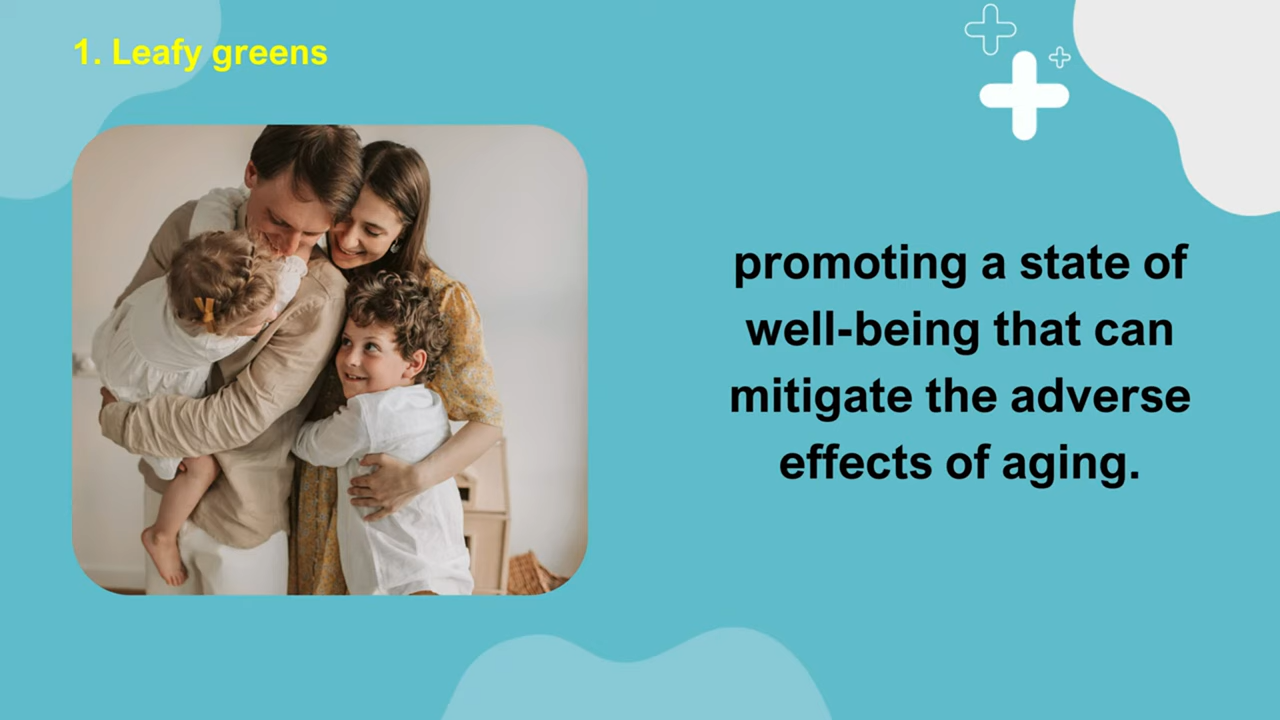 1. Leafy greens
promoting a state of
well-being that can
mitigate the adverse
effects of aging.